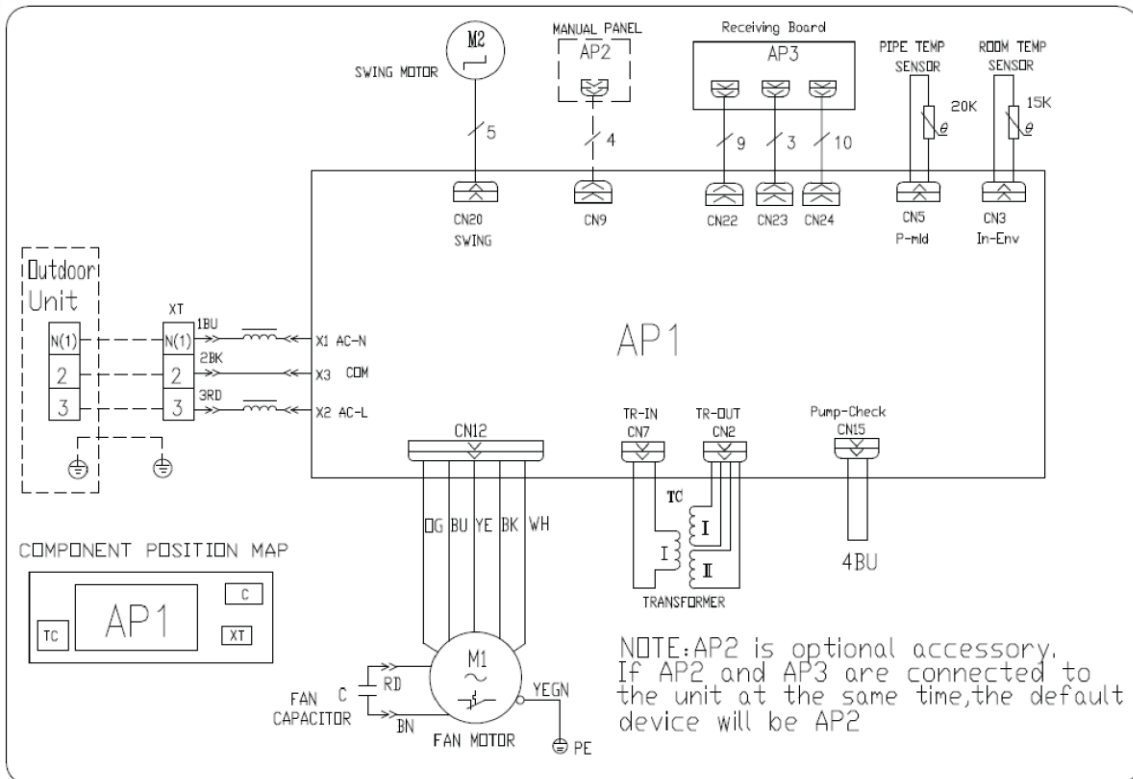 M2
SWING MOTOR
5
MANUAL PANEL
AP2
4
Receiving Board
AP3
9
3
10
PIPE TEMP
SENSOR
20K
θ
ROOM TEMP
SENSOR
15K
θ
CN20
SWING
CN9
CN22
CN23
CN24
CN5
P-mid
CN3
In-Env
Outdoor
Unit
N(1)
2
3
XT
N(1)
2
3
1BU
2BK
3RD
X1 AC-N
X3 COM
X2 AC-L
AP1
CN12
TR-IN
CN7
TR-OUT
CN2
Pump-Check
CN15
OG BU YE BK WH
TC
I
I
II
TRANSFORMER
4BU
COMPONENT POSITION MAP
TC
AP1
C
XT
M1
~
FAN
CAPACITOR
C
RD
BN
FAN MOTOR
YEGN
PE
NOTE:AP2 is optional accessory.
If AP2 and AP3 are connected to
the unit at the same time,the default
device will be AP2